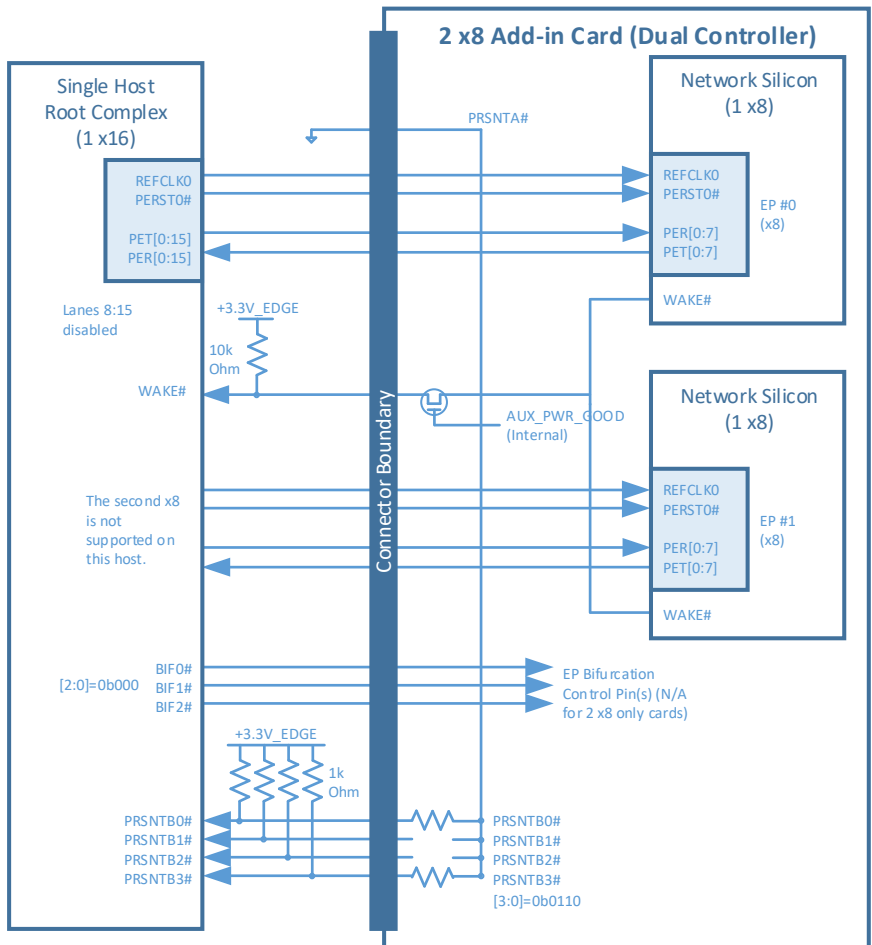 2 x8 Add-in Card (Dual Controller)
Single Host
Root Complex
(1 x16)
REFCLK0
PERST0#
PET[0:15]
PER[0:15]
Lanes 8:15
disabled
+3.3V_EDGE
10k
Ohm
WAKE#
The second x8
is not
supported on
this host.
BIF0#
BIF1#
BIF2#
[2:0]=0b000
+3.3V_EDGE
1k
Ohm
PRSNTB0#
PRSNTB1#
PRSNTB2#
PRSNTB3#
Connector Boundary
PRSNTA#
AUX_PWR_GOOD
(Internal)
Network Silicon
(1 x8)
REFCLK0
PERST0#
PER[0:7]
PET[0:7]
EP #0
(x8)
WAKE#
Network Silicon
(1 x8)
REFCLK0
PERST0#
PER[0:7]
PET[0:7]
EP #1
(x8)
WAKE#
EP Bifurcation
Control Pin(s) (N/A
for 2 x8 only cards)
PRSNTB0#
PRSNTB1#
PRSNTB2#
PRSNTB3#
[3:0]=0b0110